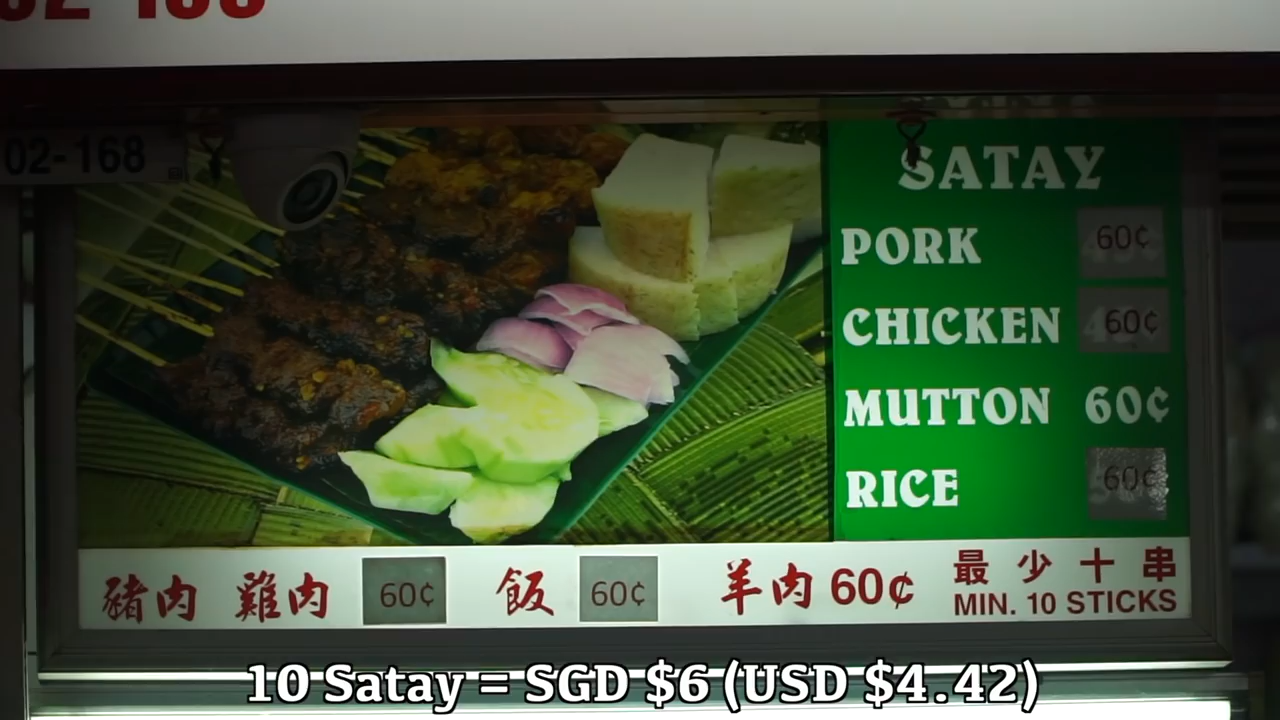 02-168
SATAY
PORK 60¢
CHICKEN 60¢
MUTTON 60¢
RICE 60¢
豬肉 雞肉 60¢ 飯 60¢ 羊肉 60¢ 最少十串
MIN. 10 STICKS
10 Satay = SGD $6 (USD $4.42)